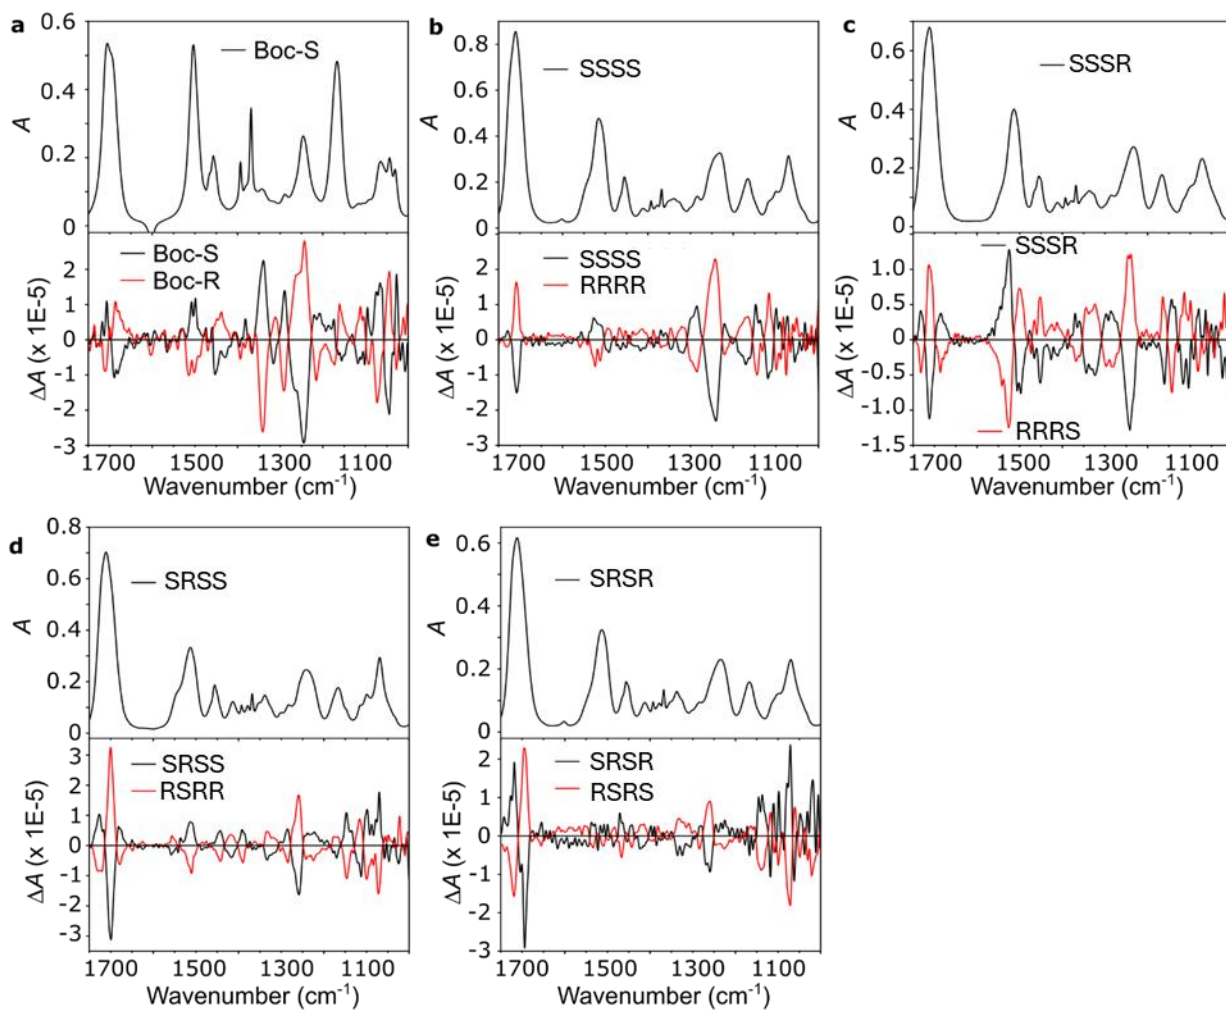 a
0.6
0.4
0.2
0
A
Boc-S
2
1
0
-1
-2
-3
ΔA (x 1E-5)
Boc-S
Boc-R
1700 1500 1300 1100
Wavenumber (cm-1)
b
0.8
0.6
0.4
0.2
0
A
SSSS
2
1
0
-1
-2
-3
ΔA (x 1E-5)
SSSS
RRRR
1700 1500 1300 1100
Wavenumber (cm-1)
c
0.6
0.4
0.2
0
A
SSSR
1.0
0.5
0
-0.5
-1.0
-1.5
ΔA (x 1E-5)
SSSR
RRRS
1700 1500 1300 1100
Wavenumber (cm-1)
d
0.8
0.6
0.4
0.2
0
A
SRSS
3
2
1
0
-1
-2
-3
ΔA (x 1E-5)
SRSS
RSRR
1700 1500 1300 1100
Wavenumber (cm-1)
e
0.6
0.4
0.2
0
A
SRSR
2
1
0
-1
-2
-3
ΔA (x 1E-5)
SRSR
RSRS
1700 1500 1300 1100
Wavenumber (cm-1)